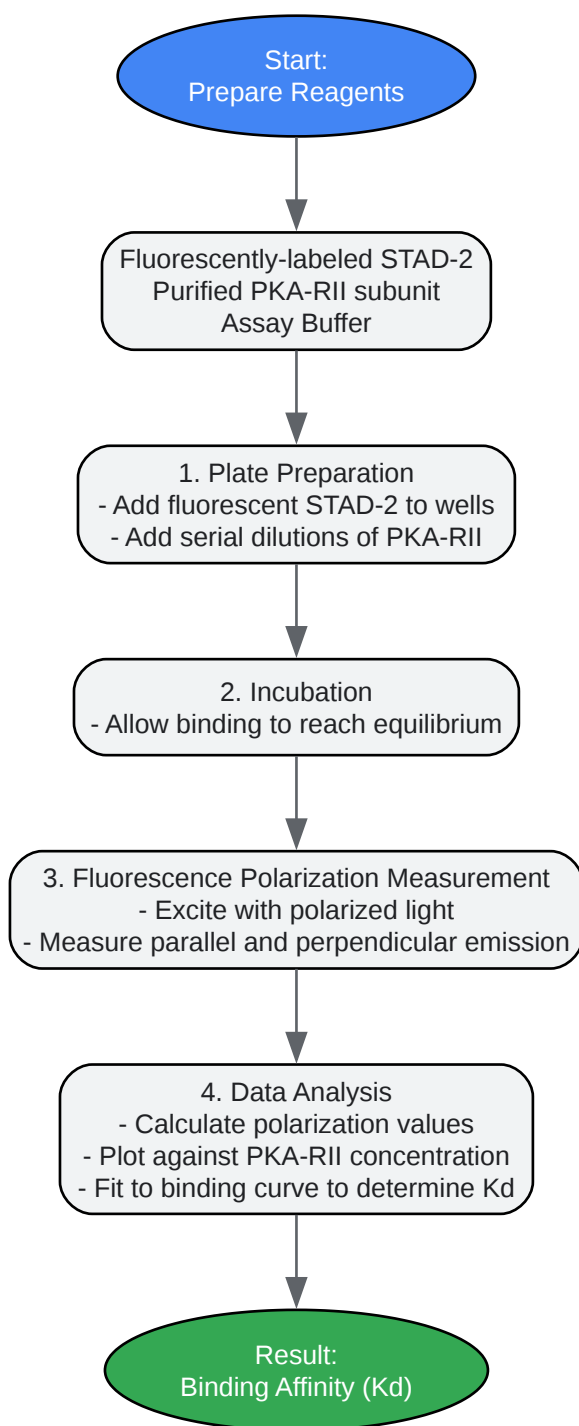 Start:
Prepare Reagents
Fluorescently-labeled STAD-2
Purified PKA-RII subunit
Assay Buffer
1. Plate Preparation
- Add fluorescent STAD-2 to wells
- Add serial dilutions of PKA-RII
2. Incubation
- Allow binding to reach equilibrium
3. Fluorescence Polarization Measurement
- Excite with polarized light
- Measure parallel and perpendicular emission
4. Data Analysis
- Calculate polarization values
- Plot against PKA-RII concentration
- Fit to binding curve to determine Kd
Result:
Binding Affinity (Kd)